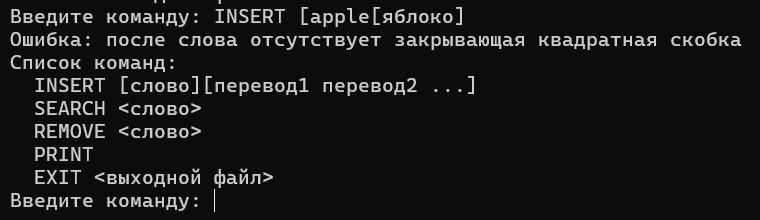 Введите команду: INSERT [apple[яблоко]
Ошибка: после слова отсутствует закрывающая квадратная скобка
Список команд:
INSERT [слово][перевод1 перевод2 ...]
SEARCH <слово>
REMOVE <слово>
PRINT
EXIT <выходной файл>
Введите команду: